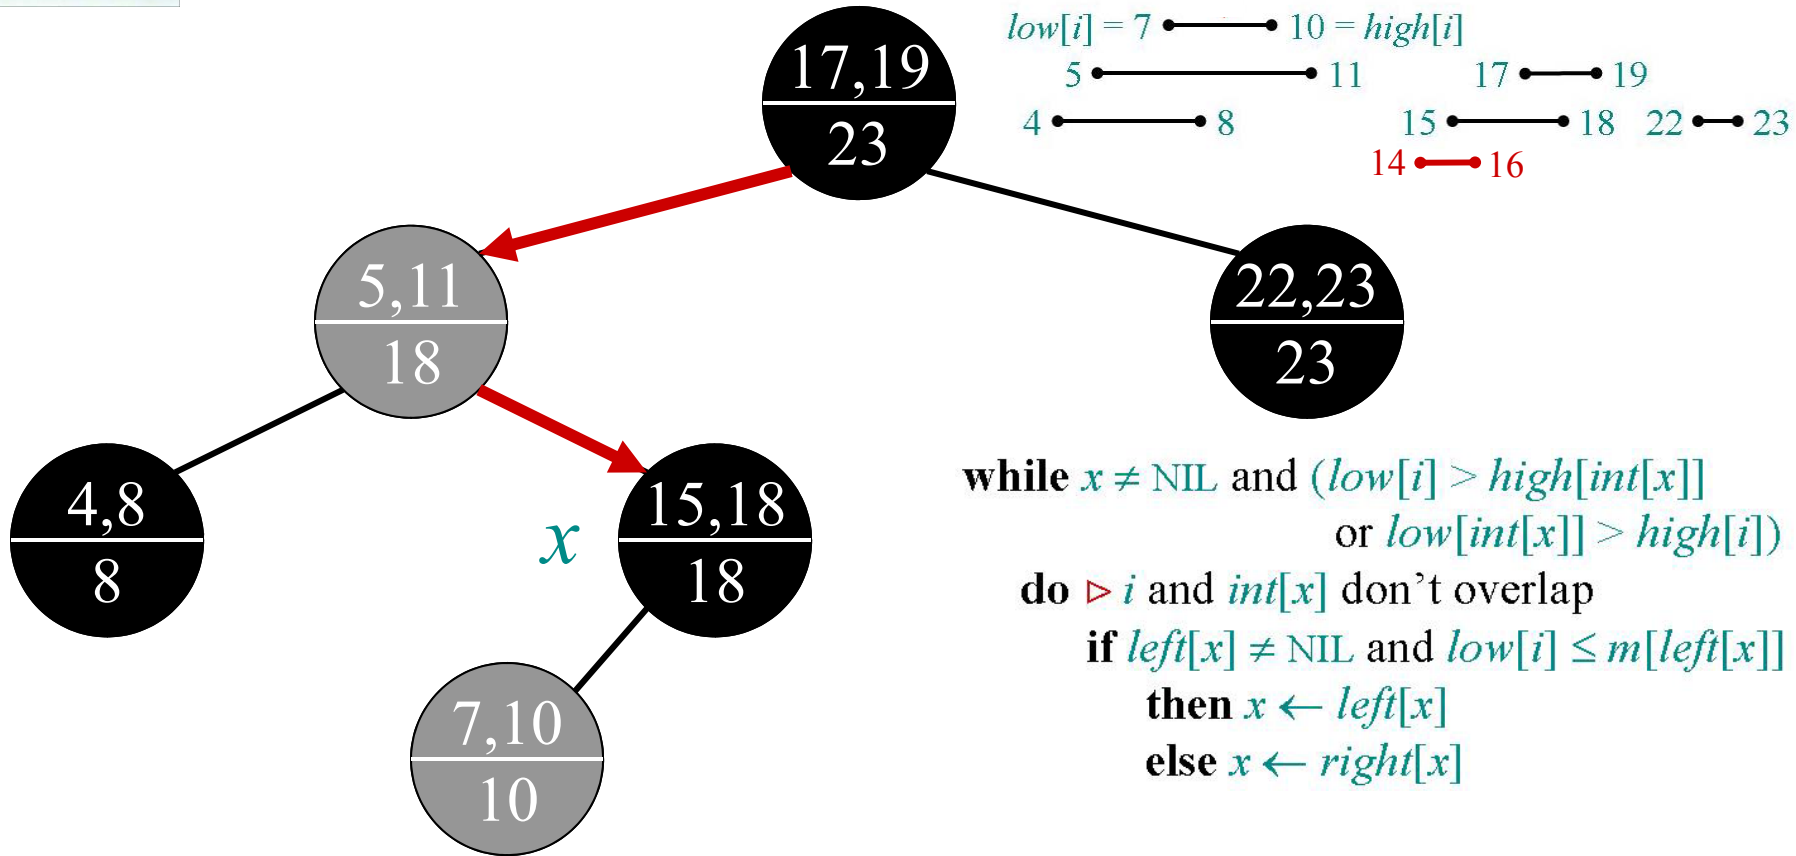 low[i] = 7 10 = high[i]
5 11 17 19
4 8 15 18 22 23
14 16
17,19
23
5,11
18
22,23
23
4,8
8
x
15,18
18
7,10
10
while x ≠ NIL and (low[i] > high[int[x]]
or low[int[x]] > high[i])
do ▷ i and int[x] don’t overlap
if left[x] ≠ NIL and low[i] ≤ m[left[x]]
then x ← left[x]
else x ← right[x]